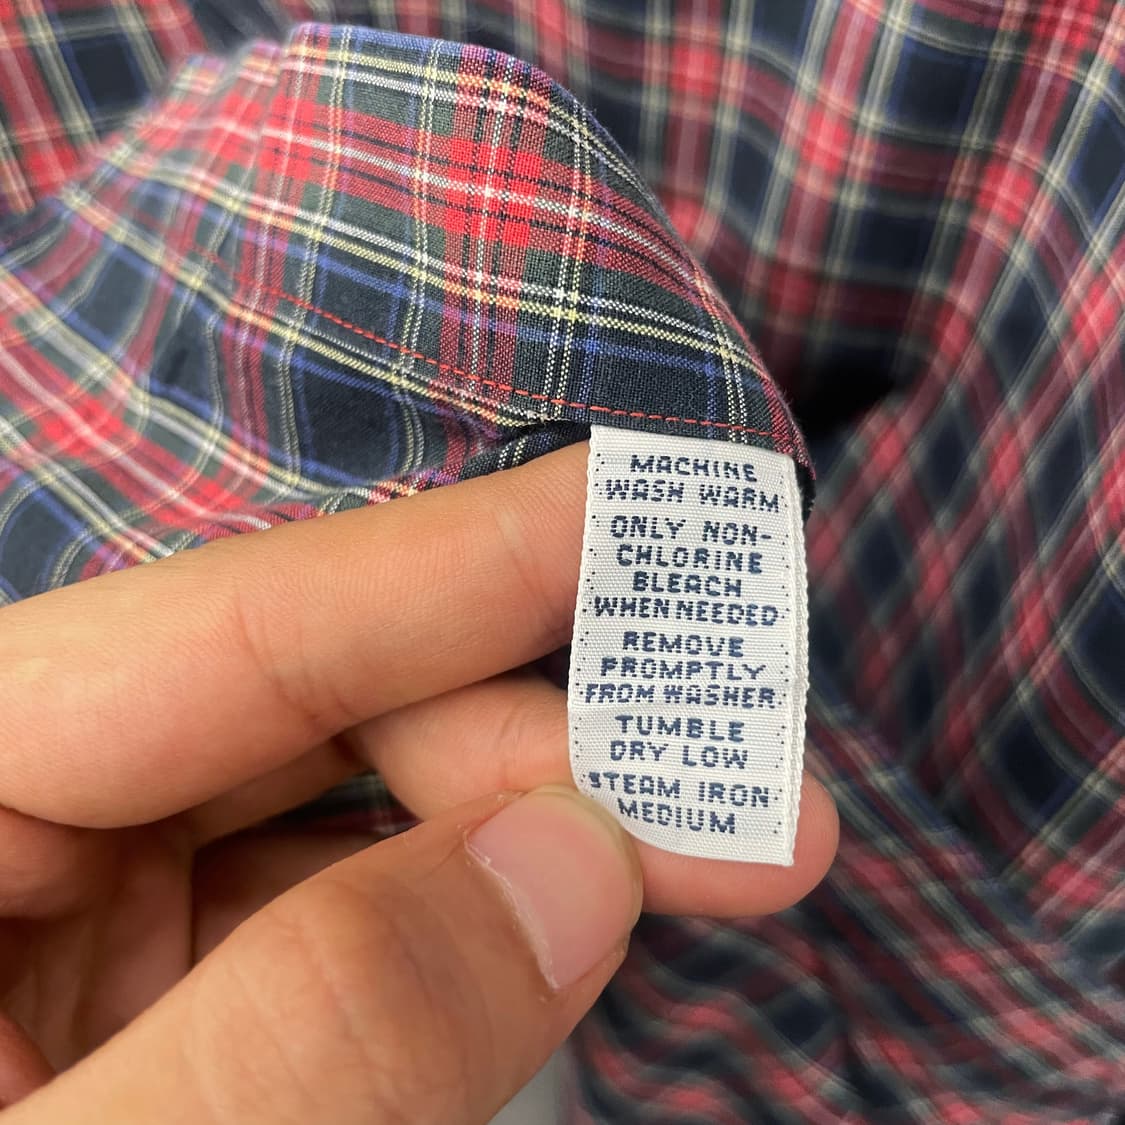 MACHINE
WASH WARM
ONLY NON-
CHLORINE
BLEACH
WHEN NEEDED
REMOVE
PROMPTLY
FROM WASHER
TUMBLE
DRY LOW
STEAM IRON
MEDIUM